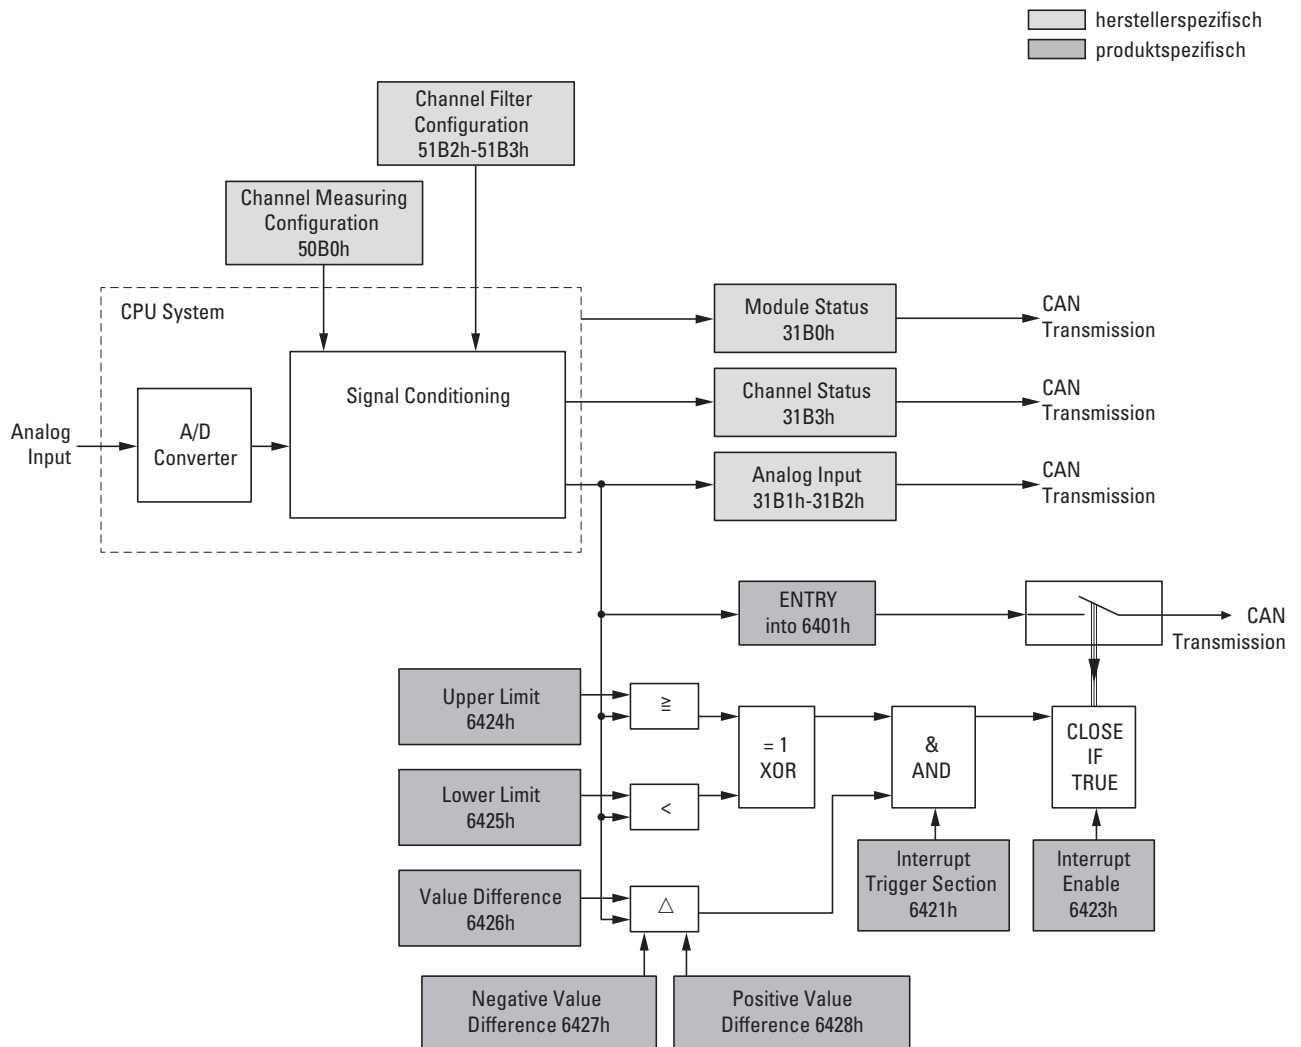 herstellerspezifisch
produktspezifisch
Channel Filter
Configuration
51B2h-51B3h
Channel Measuring
Configuration
50B0h
CPU System
Signal Conditioning
Analog
Input
A/D
Converter
Module Status
31B0h
CAN
Transmission
Channel Status
31B3h
CAN
Transmission
Analog Input
31B1h-31B2h
CAN
Transmission
ENTRY
into 6401h
CAN
Transmission
Upper Limit
6424h
≧
= 1
XOR
&
AND
CLOSE
IF
TRUE
Lower Limit
6425h
<
Value Difference
6426h
△
Interrupt
Trigger Section
6421h
Interrupt
Enable
6423h
Negative Value
Difference 6427h
Positive Value
Difference 6428h